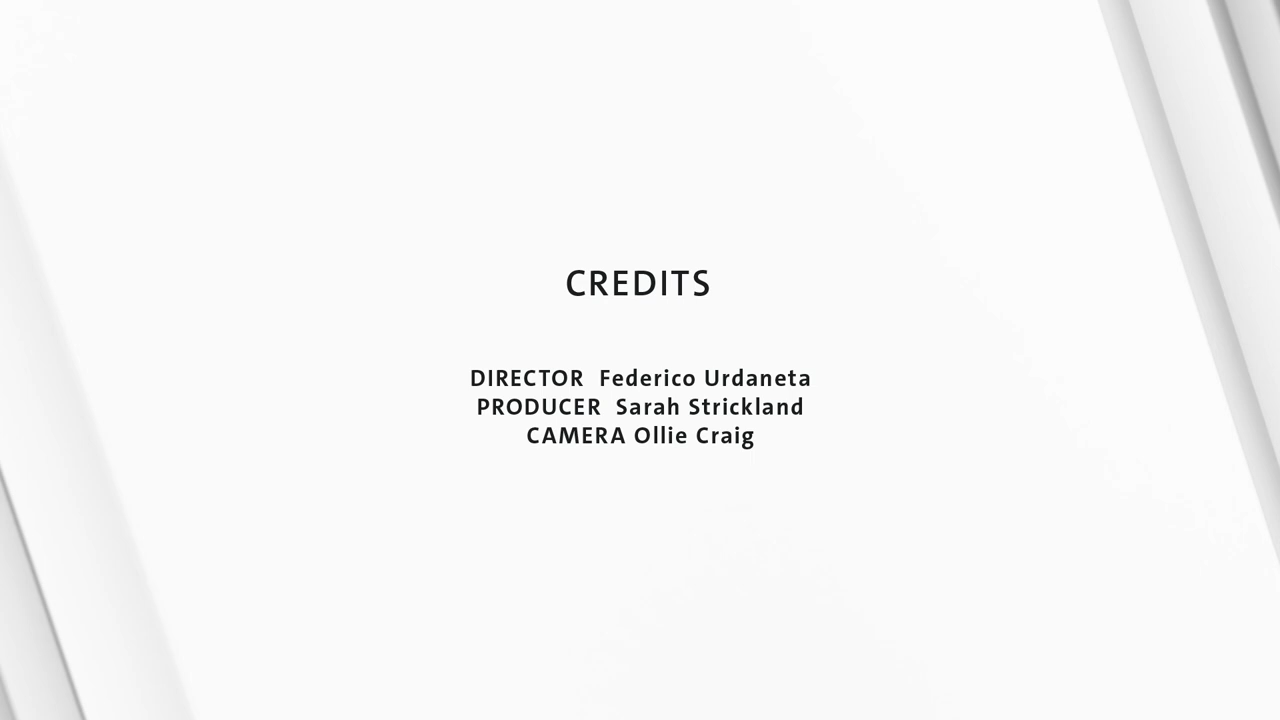 CREDITS
DIRECTOR Federico Urdaneta
PRODUCER Sarah Strickland
CAMERA Ollie Craig